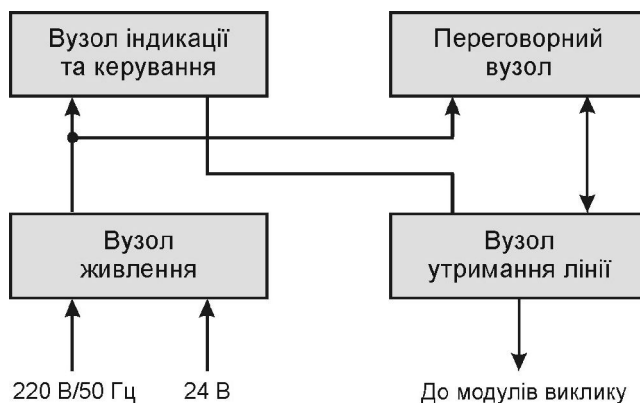 Вузол індикації
та керування
Переговорний
вузол
Вузол
живлення
Вузол
утримання лінії
220 В/50 Гц
24 В
До модулів виклику